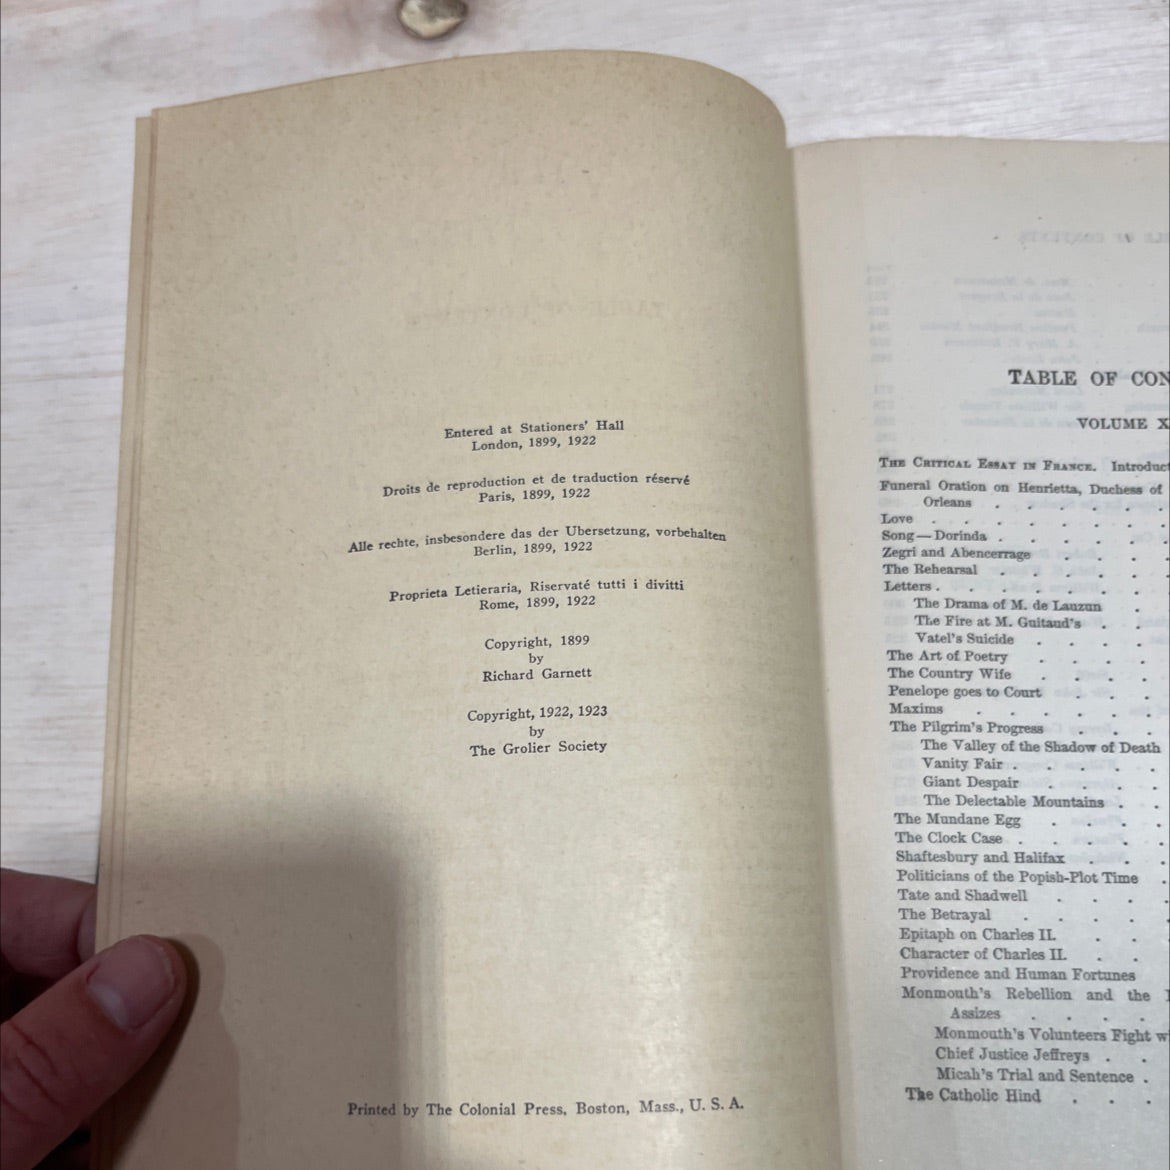 Entered at Stationers' Hall
London, 1899, 1922
Droits de reproduction et de traduction réservé
Paris, 1899, 1922
Alle rechte, insbesondere das der Ubersetzung, vorbehalten
Berlin, 1899, 1922
Proprieta Letieraria, Riservaté tutti i divitti
Rome, 1899, 1922
Copyright, 1899
by
Richard Garnett
Copyright, 1922, 1923
by
The Grolier Society
Printed by The Colonial Press, Boston, Mass., U. S. A.
TABLE OF CON
VOLUME X
THE CRITICAL ESSAY IN FRANCE. Introduct
Funeral Oration on Henrietta, Duchess of
Orleans . . . . .
Love . . . . . . .
Song — Dorinda . . . . .
Zegri and Abencerrage . . . .
The Rehearsal . . . . . .
Letters . . . . . . .
The Drama of M. de Lauzun .
The Fire at M. Guitaud's . .
Vatel's Suicide . . . .
The Art of Poetry . . . .
The Country Wife . . . .
Penelope goes to Court . . .
Maxims . . . . . .
The Pilgrim's Progress . . .
The Valley of the Shadow of Death
Vanity Fair . . . . .
Giant Despair . . . .
The Delectable Mountains . .
The Mundane Egg . . . .
The Clock Case . . . . .
Shaftesbury and Halifax . . .
Politicians of the Popish-Plot Time .
Tate and Shadwell . . . .
The Betrayal . . . . .
Epitaph on Charles II. . .
Character of Charles II. . .
Providence and Human Fortunes
Monmouth's Rebellion and the
Assizes . . . .
Monmouth's Volunteers Fight wi
Chief Justice Jeffreys . .
Micah's Trial and Sentence .
The Catholic Hind . . .